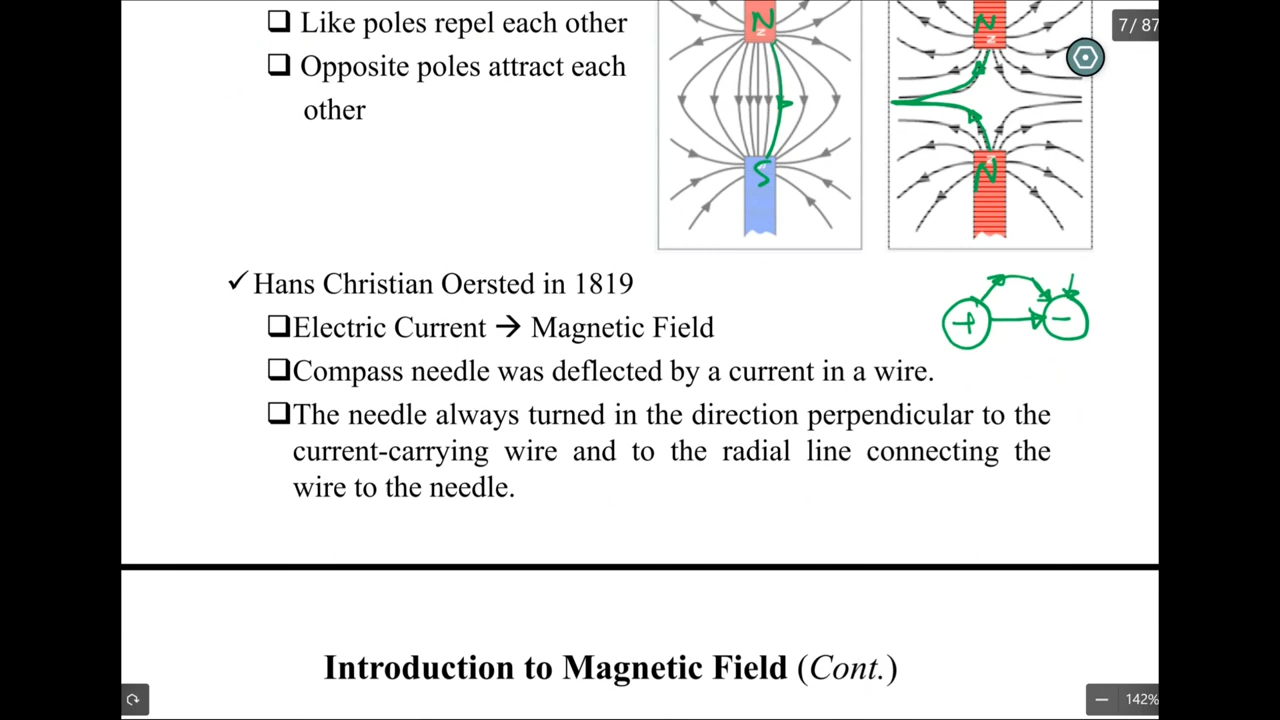 ❑ Like poles repel each other
❑ Opposite poles attract each
other
N
N
N
N
7 / 87
S
N
✓ Hans Christian Oersted in 1819
❑Electric Current → Magnetic Field
+
−
❑Compass needle was deflected by a current in a wire.
❑The needle always turned in the direction perpendicular to the
current-carrying wire and to the radial line connecting the
wire to the needle.
Introduction to Magnetic Field (Cont.)
— 142%